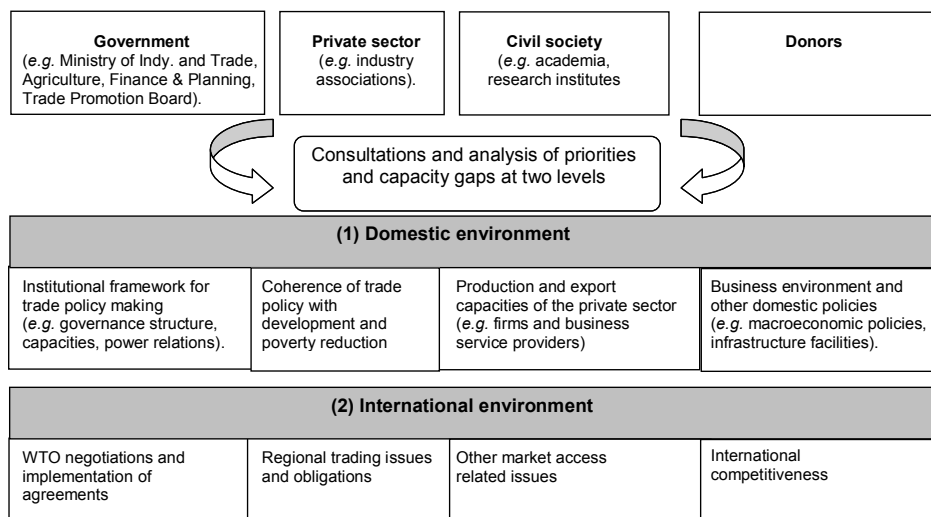 Government
(e.g. Ministry of Indy. and Trade,
Agriculture, Finance & Planning,
Trade Promotion Board).
Private sector
(e.g. industry
associations).
Civil society
(e.g. academia,
research institutes
Donors
Consultations and analysis of priorities
and capacity gaps at two levels
(1) Domestic environment
Institutional framework for
trade policy making
(e.g. governance structure,
capacities, power relations).
Coherence of trade
policy with
development and
poverty reduction
Production and export
capacities of the private sector
(e.g. firms and business
service providers)
Business environment and
other domestic policies
(e.g. macroeconomic policies,
infrastructure facilities).
(2) International environment
WTO negotiations and
implementation of
agreements
Regional trading issues
and obligations
Other market access
related issues
International
competitiveness